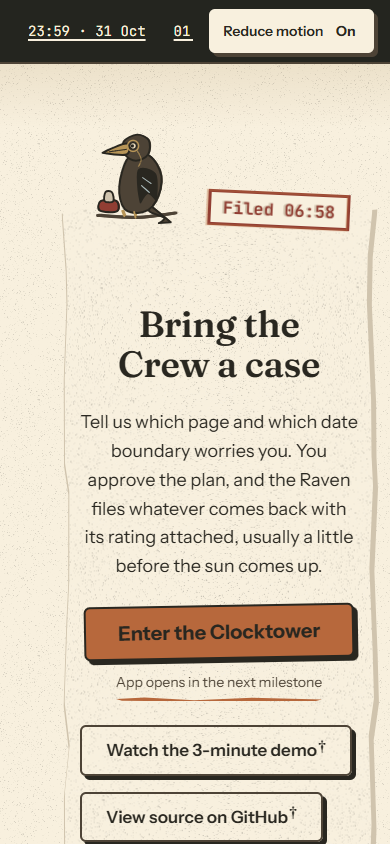 23:59 · 31 Oct 01 Reduce motion On
Filed 06:58
Bring the
Crew a case
Tell us which page and which date
boundary worries you. You
approve the plan, and the Raven
files whatever comes back with
its rating attached, usually a little
before the sun comes up.
Enter the Clocktower
App opens in the next milestone
Watch the 3-minute demo†
View source on GitHub†